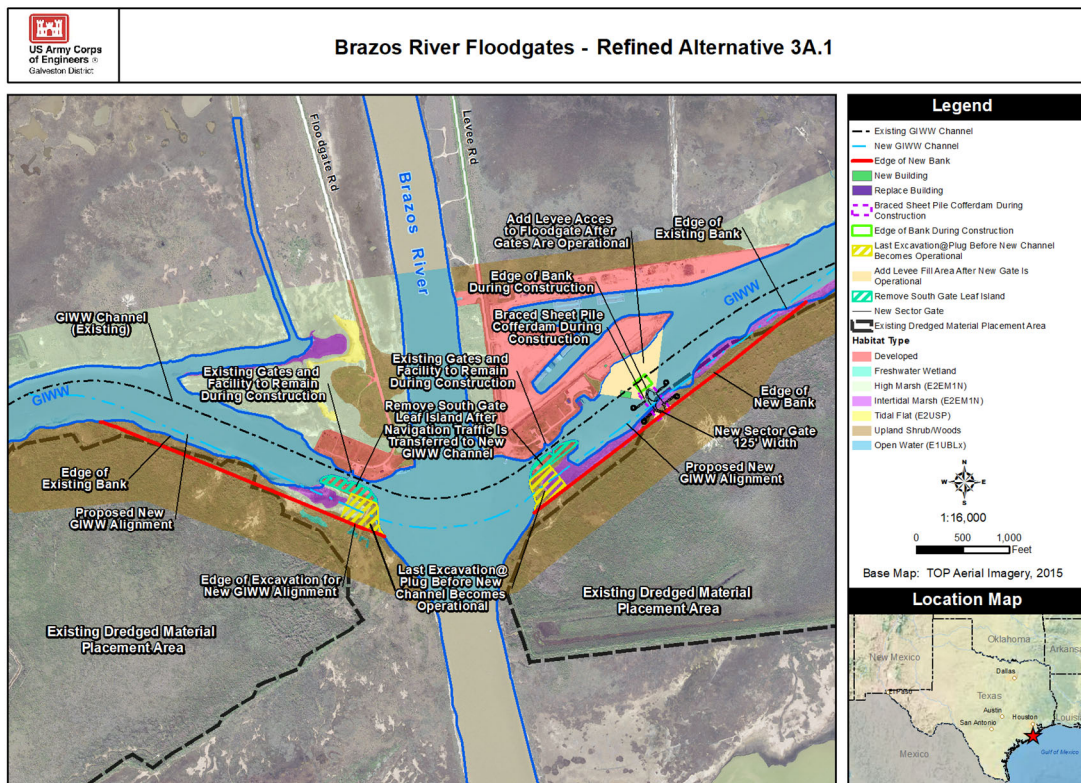 US Army Corps
of Engineers ®
Galveston District
Brazos River Floodgates - Refined Alternative 3A.1
Floodgate Rd
Levee Rd
Brazos River
Add Levee Acces
to Floodgate After
Gates Are Operational
Edge of
Existing Bank
Edge of Bank
During Construction
GIWW
GIWW Channel
(Existing)
Braced Sheet Pile
Cofferdam During
Construction
Existing Gates and
Facility to Remain
During Construction
Existing Gates and
Facility to Remain
During Construction
GIWW
Remove South Gate
Leaf Island After
Navigation Traffic Is
Transferred to New
GIWW Channel
Edge of
New Bank
New Sector Gate
125' Width
Edge of
Existing Bank
Proposed New
GIWW Alignment
Proposed New
GIWW Alignment
Edge of Excavation for
New GIWW Alignment
Last Excavation@
Plug Before New
Channel Becomes
Operational
Existing Dredged Material
Placement Area
Existing Dredged Material
Placement Area
Legend
Existing GIWW Channel
New GIWW Channel
Edge of New Bank
New Building
Replace Building
Braced Sheet Pile Cofferdam During
Construction
Edge of Bank During Construction
Last Excavation@Plug Before New Channel
Becomes Operational
Add Levee Fill Area After New Gate Is
Operational
Remove South Gate Leaf Island
New Sector Gate
Existing Dredged Material Placement Area
Habitat Type
Developed
Freshwater Wetland
High Marsh (E2EM1N)
Intertidal Marsh (E2EM1N)
Tidal Flat (E2USP)
Upland Shrub/Woods
Open Water (E1UBLx)
N
W E
S
1:16,000
0 500 1,000
Feet
Base Map: TOP Aerial Imagery, 2015
Location Map
Oklahoma
New Mexico
Arkansas
Dallas
El Paso
Texas
Austin
Houston
San Antonio
Louisi
Mexico
Gulf of Mexico